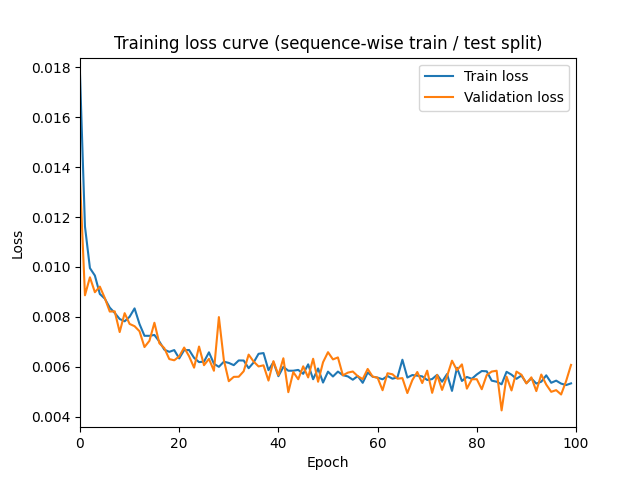 Training loss curve (sequence-wise train / test split)
Train loss
Validation loss
0.018
0.016
0.014
0.012
0.010
0.008
0.006
0.004
Loss
0 20 40 60 80 100
Epoch